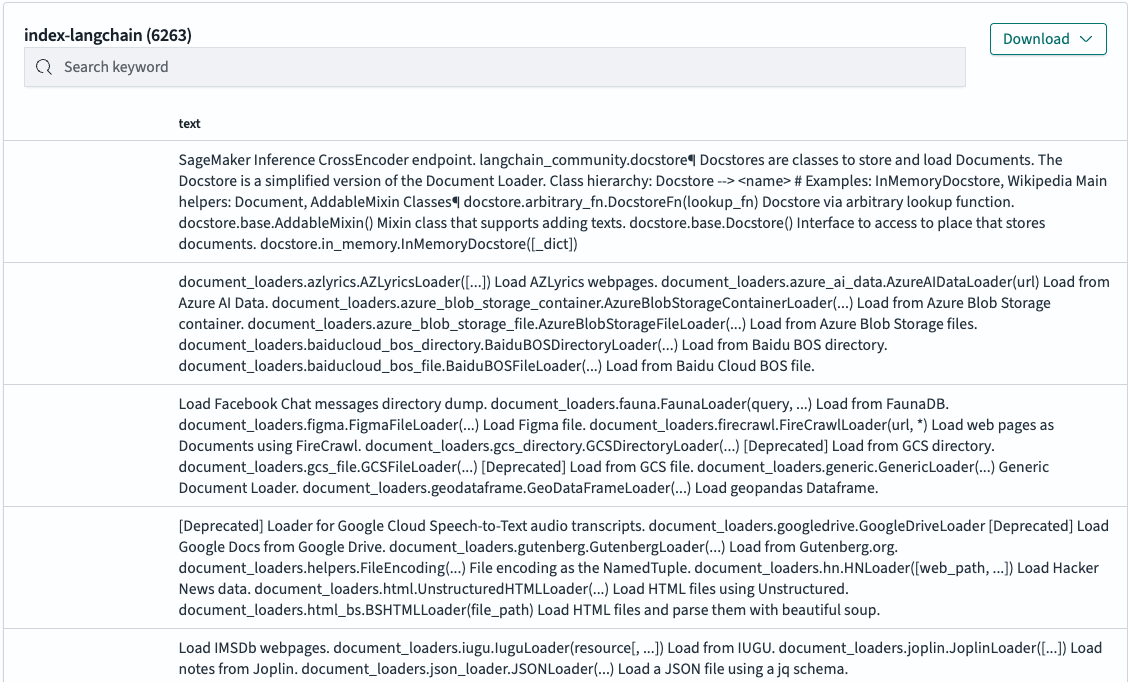 index-langchain (6263)
Download
Search keyword
text
SageMaker Inference CrossEncoder endpoint. langchain_community.docstore¶ Docstores are classes to store and load Documents. The
Docstore is a simplified version of the Document Loader. Class hierarchy: Docstore --> <name> # Examples: InMemoryDocstore, Wikipedia Main
helpers: Document, AddableMixin Classes¶ docstore.arbitrary_fn.DocstoreFn(lookup_fn) Docstore via arbitrary lookup function.
docstore.base.AddableMixin() Mixin class that supports adding texts. docstore.base.Docstore() Interface to access to place that stores
documents. docstore.in_memory.InMemoryDocstore([_dict])
document_loaders.azlyrics.AZLyricsLoader([...]) Load AZLyrics webpages. document_loaders.azure_ai_data.AzureAIDataLoader(url) Load from
Azure AI Data. document_loaders.azure_blob_storage_container.AzureBlobStorageContainerLoader(...) Load from Azure Blob Storage
container. document_loaders.azure_blob_storage_file.AzureBlobStorageFileLoader(...) Load from Azure Blob Storage files.
document_loaders.baiducloud_bos_directory.BaiduBOSDirectoryLoader(...) Load from Baidu BOS directory.
document_loaders.baiducloud_bos_file.BaiduBOSFileLoader(...) Load from Baidu Cloud BOS file.
Load Facebook Chat messages directory dump. document_loaders.fauna.FaunaLoader(query, ...) Load from FaunaDB.
document_loaders.figma.FigmaFileLoader(...) Load Figma file. document_loaders.firecrawl.FireCrawlLoader(url, *) Load web pages as
Documents using FireCrawl. document_loaders.gcs_directory.GCSDirectoryLoader(...) [Deprecated] Load from GCS directory.
document_loaders.gcs_file.GCSFileLoader(...) [Deprecated] Load from GCS file. document_loaders.generic.GenericLoader(...) Generic
Document Loader. document_loaders.geodataframe.GeoDataFrameLoader(...) Load geopandas Dataframe.
[Deprecated] Loader for Google Cloud Speech-to-Text audio transcripts. document_loaders.googledrive.GoogleDriveLoader [Deprecated] Load
Google Docs from Google Drive. document_loaders.gutenberg.GutenbergLoader(...) Load from Gutenberg.org.
document_loaders.helpers.FileEncoding(...) File encoding as the NamedTuple. document_loaders.hn.HNLoader([web_path, ...]) Load Hacker
News data. document_loaders.html.UnstructuredHTMLLoader(...) Load HTML files using Unstructured.
document_loaders.html_bs.BSHTMLLoader(file_path) Load HTML files and parse them with beautiful soup.
Load IMSDb webpages. document_loaders.iugu.IuguLoader(resource[, ...]) Load from IUGU. document_loaders.joplin.JoplinLoader([...]) Load
notes from Joplin. document_loaders.json_loader.JSONLoader(...) Load a JSON file using a jq schema.